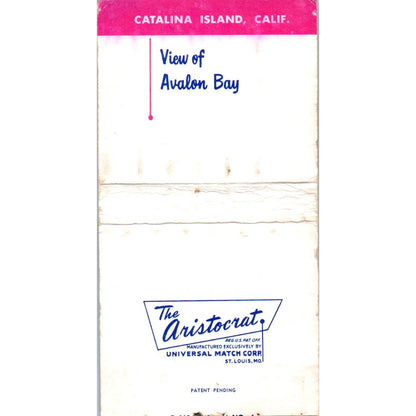 CATALINA ISLAND, CALIF.
View of
Avalon Bay
The
Aristocrat
REG.U.S.PAT. OFF.
MANUFACTURED EXCLUSIVELY BY
UNIVERSAL MATCH CORP.
ST. LOUIS, MO.
PATENT PENDING